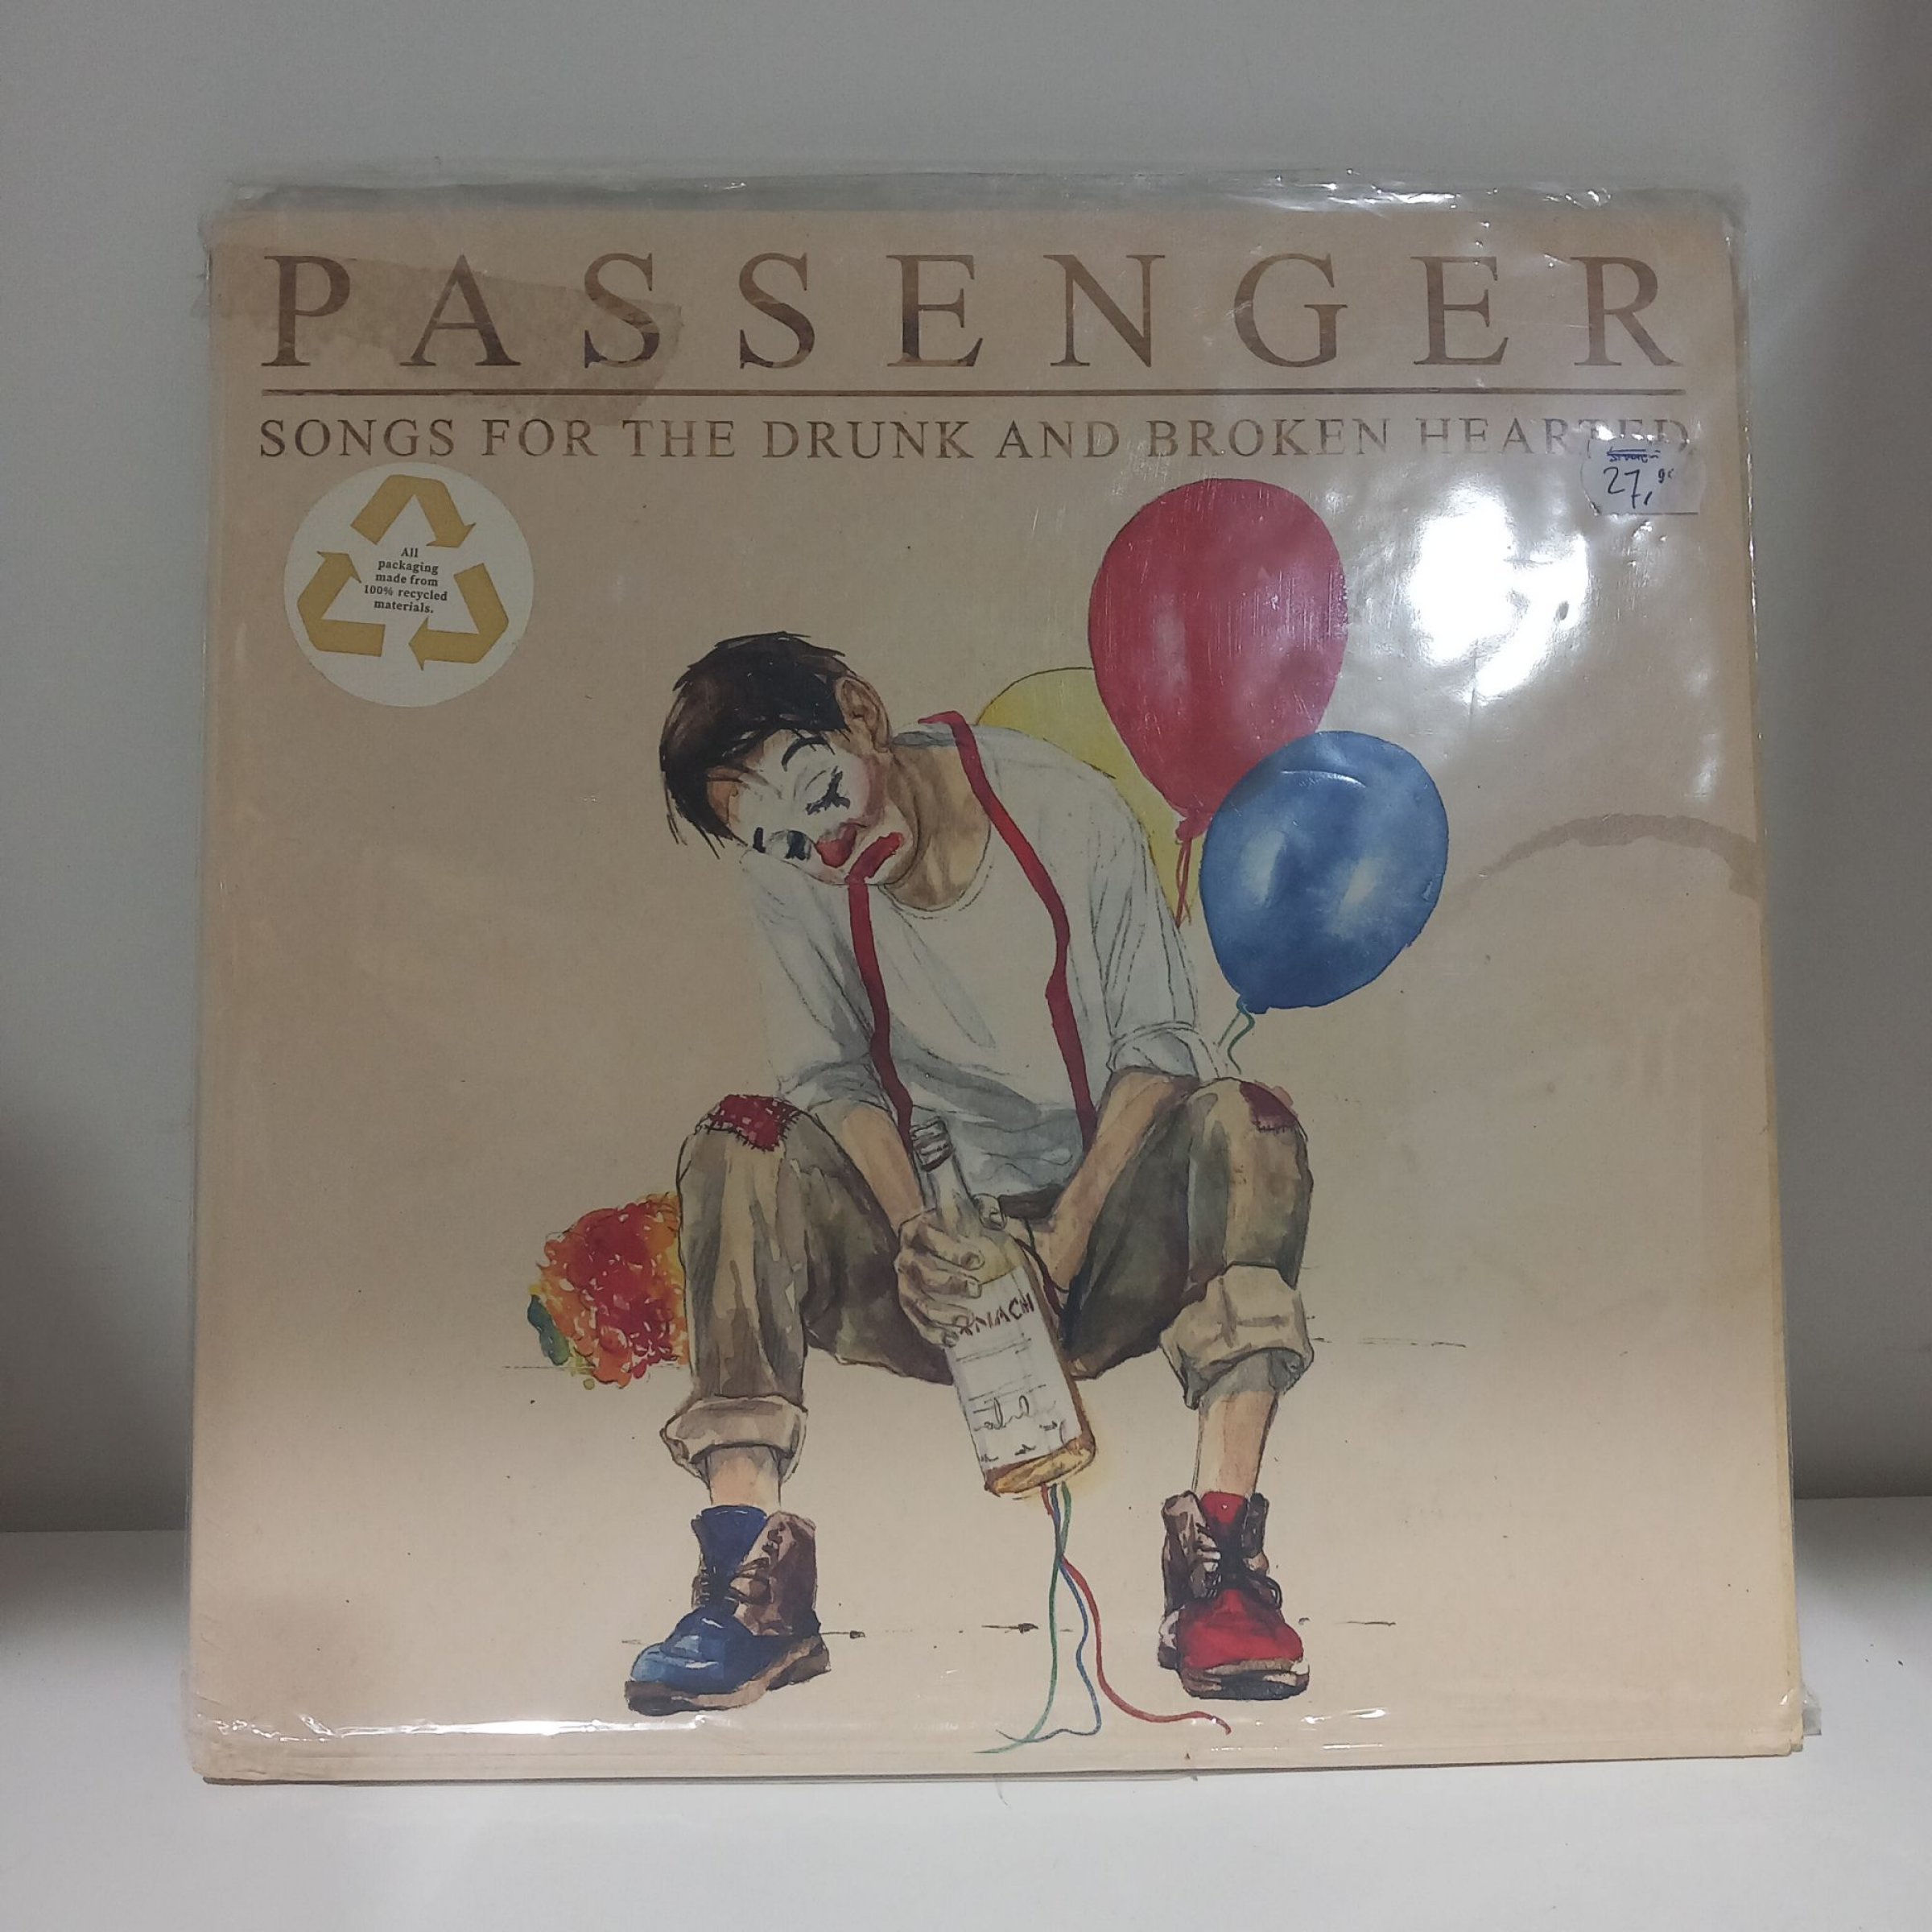 PASSENGER
SONGS FOR THE DRUNK AND BROKEN HEARTED
27,
All
packaging
made from
100% recycled
materials.